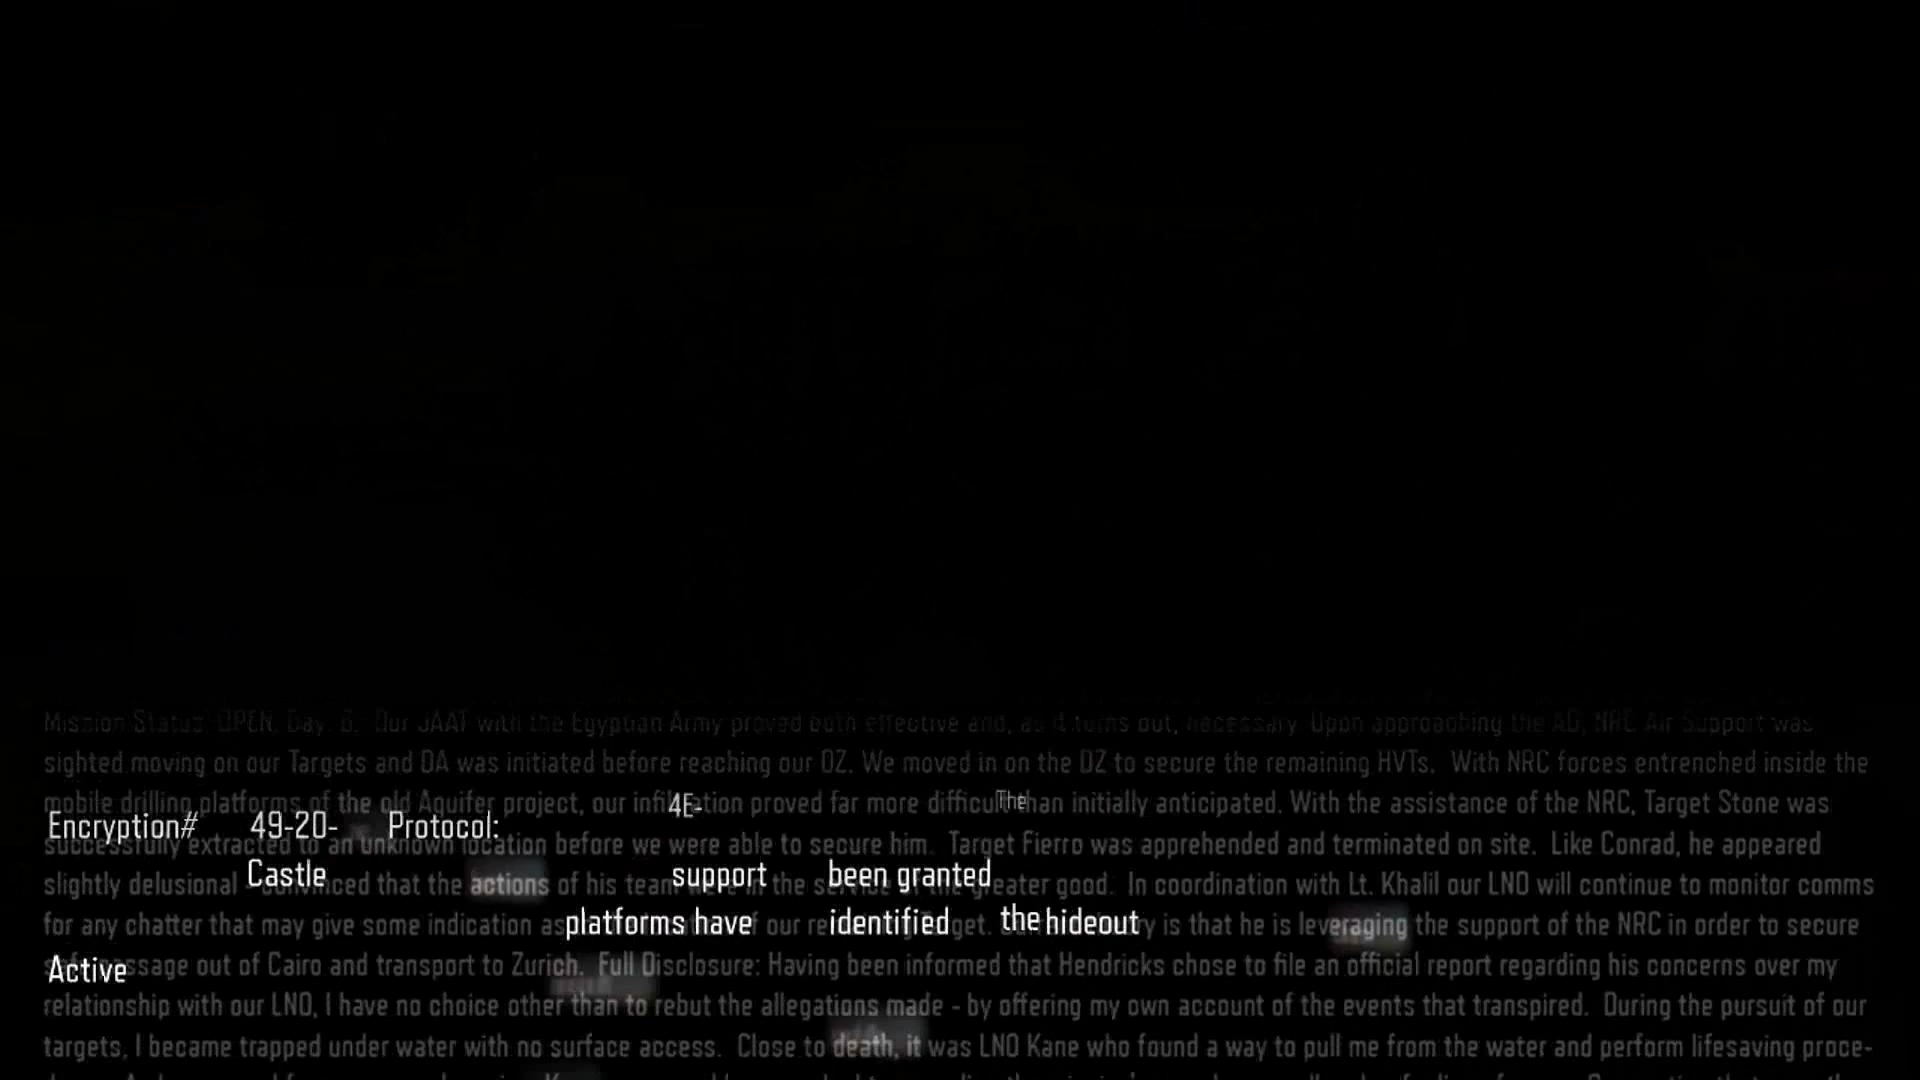 Mission Status: OPEN. Day: 6. Our JAAT with the Egyptian Army proved both effective and, as it turns out, necessary. Upon approaching the AO, NRC Air Support was
sighted moving on our Targets and DA was initiated before reaching our DZ. We moved in on the DZ to secure the remaining HVTs. With NRC forces entrenched inside the
mobile drilling platforms of the old Aquifer project, our proved far more than initially anticipated. With the assistance of the NRC, Target Stone was
4E-
The
Encryption# 49-20- Protocol:
successfully extracted to an unknown location before we were able to secure him. Target Fierro was apprehended and terminated on site. Like Conrad, he appeared
Castle support been granted
slightly delusional that the actions of his team in the greater good. In coordination with Lt. Khalil our LNO will continue to monitor comms
platforms have identified the hideout
for any chatter that may give some indication as of our is that he is leveraging the support of the NRC in order to secure
Active
passage out of Cairo and transport to Zurich. Full Disclosure: Having been informed that Hendricks chose to file an official report regarding his concerns over my
relationship with our LNO, I have no choice other than to rebut the allegations made - by offering my own account of the events that transpired. During the pursuit of our
targets, I became trapped under water with no surface access. Close to death, it was LNO Kane who found a way to pull me from the water and perform lifesaving proce-